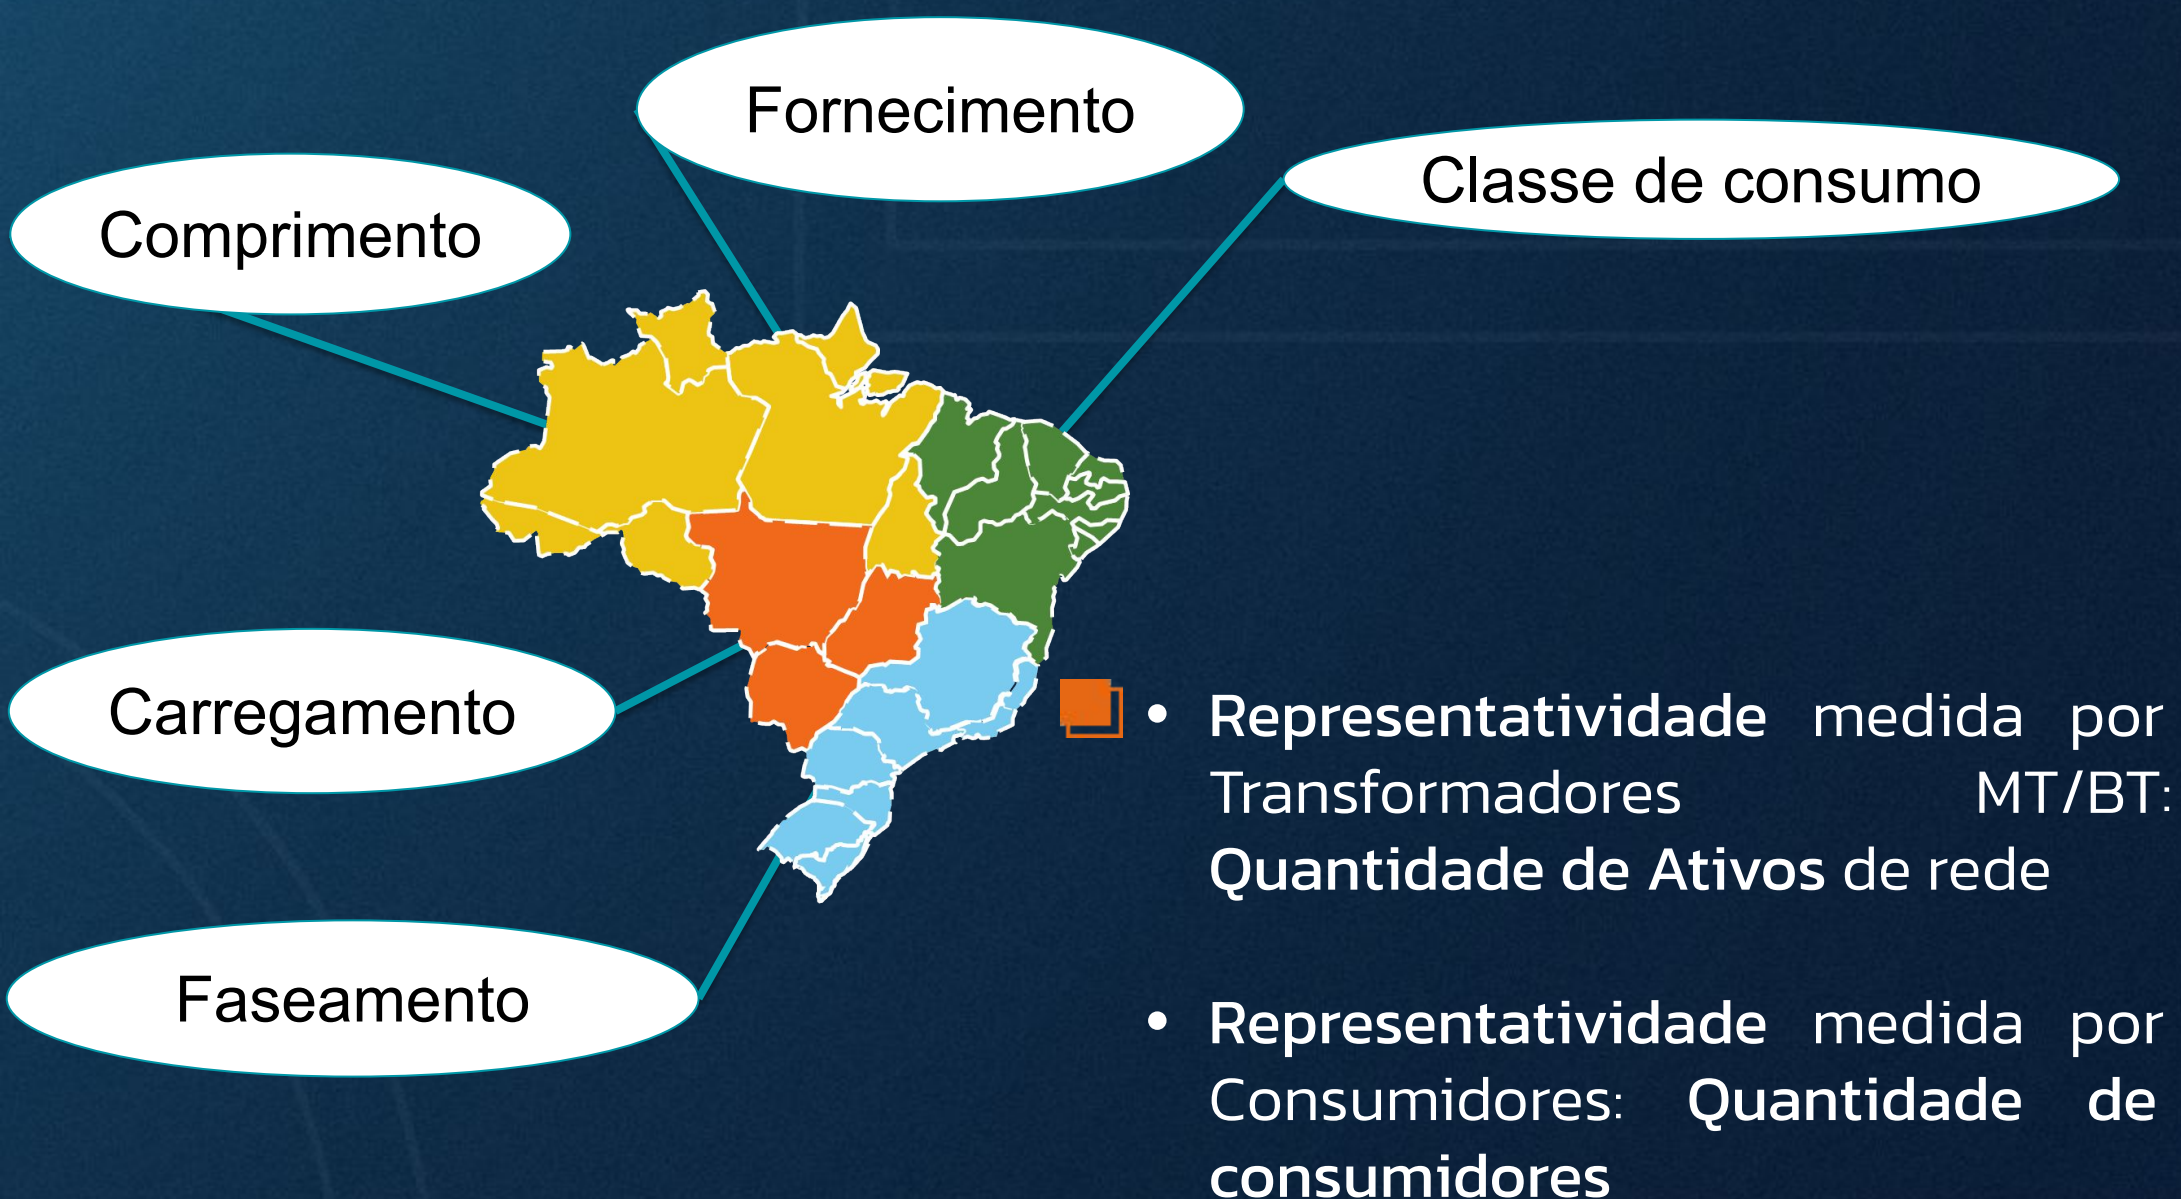 Fornecimento
Classe de consumo
Comprimento
Carregamento
Faseamento
• Representatividade medida por
Transformadores MT/BT:
Quantidade de Ativos de rede
• Representatividade medida por
Consumidores: Quantidade de
consumidores